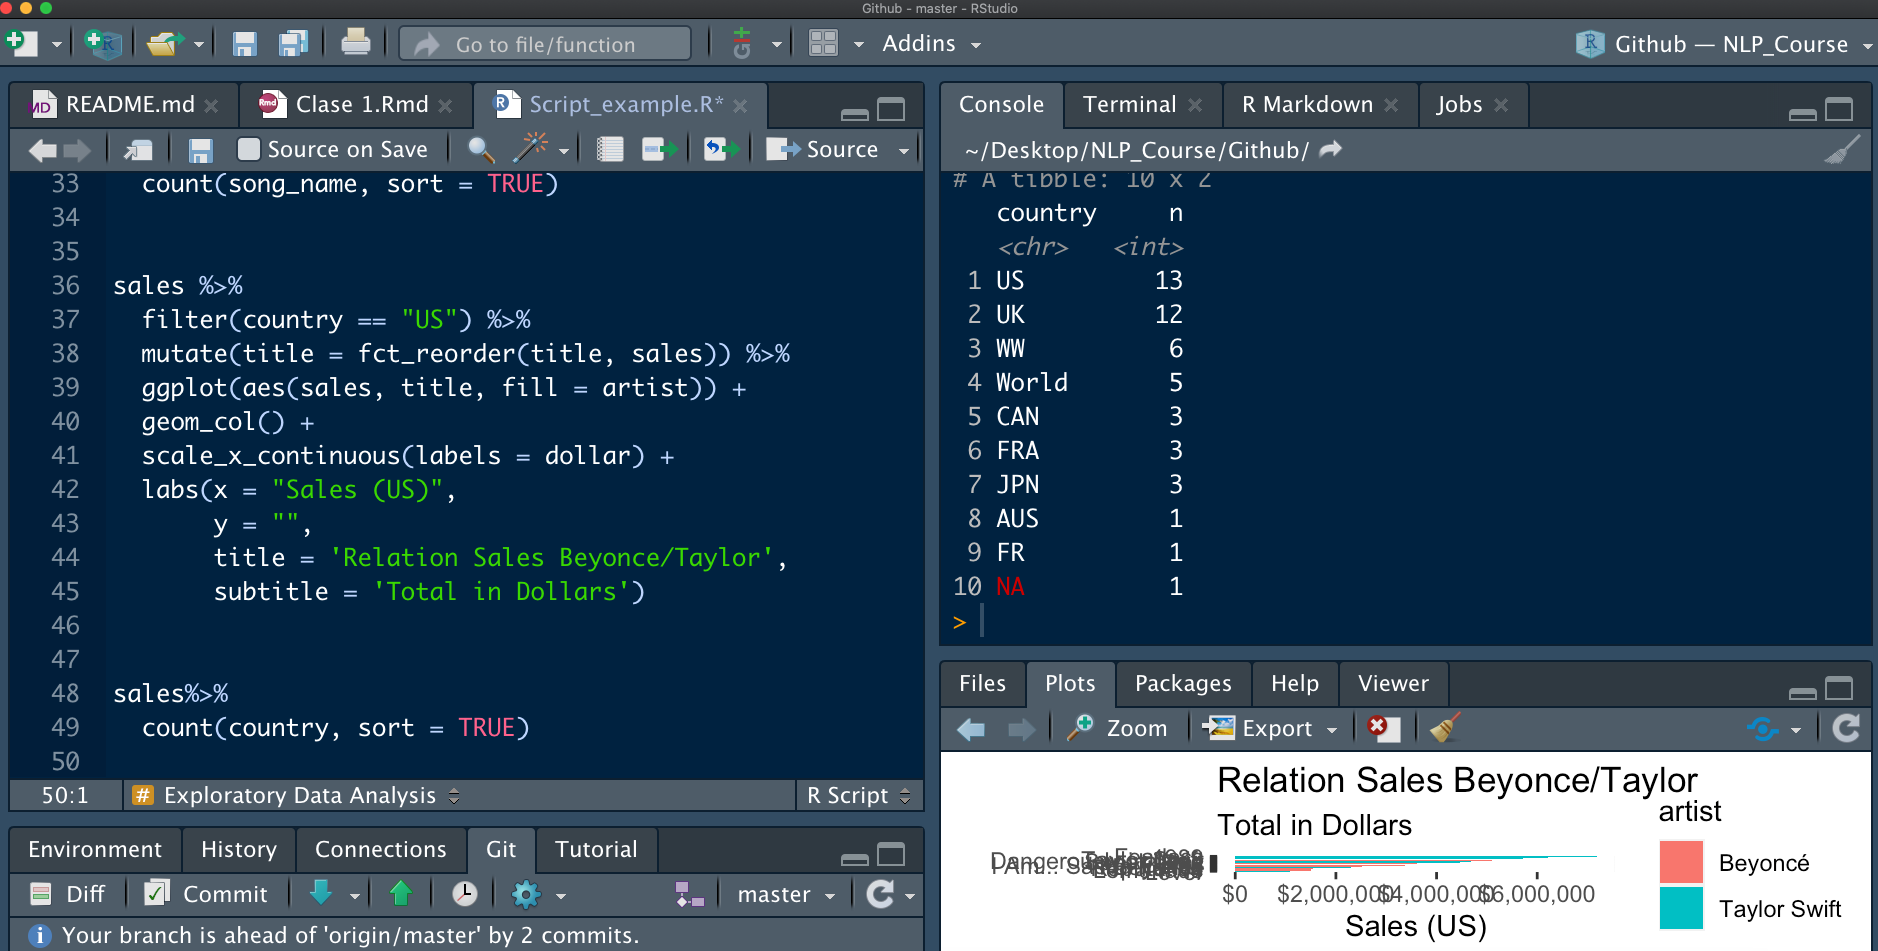 Github - master - RStudio
Go to file/function
Addins
Github — NLP_Course
README.md
Clase 1.Rmd
Script_example.R*
Source on Save
Source
33 count(song_name, sort = TRUE)
34
35
36 sales %>%
37 filter(country == "US") %>%
38 mutate(title = fct_reorder(title, sales)) %>%
39 ggplot(aes(sales, title, fill = artist)) +
40 geom_col() +
41 scale_x_continuous(labels = dollar) +
42 labs(x = "Sales (US)",
43 y = "",
44 title = 'Relation Sales Beyonce/Taylor',
45 subtitle = 'Total in Dollars')
46
47
48 sales%>%
49 count(country, sort = TRUE)
50
50:1
# Exploratory Data Analysis
R Script
Environment
History
Connections
Git
Tutorial
Diff
Commit
master
Your branch is ahead of 'origin/master' by 2 commits.
Console
Terminal
R Markdown
Jobs
~/Desktop/NLP_Course/Github/
# A tibble: 10 x 2
country n
<chr> <int>
1 US 13
2 UK 12
3 WW 6
4 World 5
5 CAN 3
6 FRA 3
7 JPN 3
8 AUS 1
9 FR 1
10 NA 1
>
Files
Plots
Packages
Help
Viewer
Zoom
Export
Relation Sales Beyonce/Taylor
Total in Dollars
artist
Beyoncé
Taylor Swift
$0 $2,000,000 $4,000,000 $6,000,000
Sales (US)